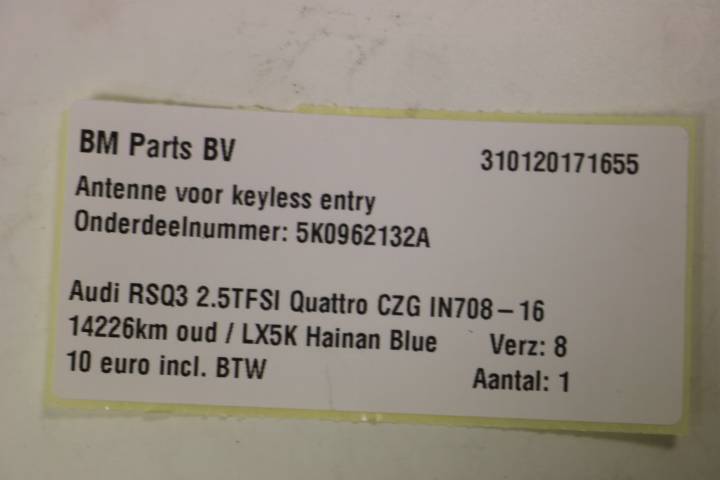 BM Parts BV 310120171655
Antenne voor keyless entry
Onderdeelnummer: 5K0962132A
Audi RSQ3 2.5TFSI Quattro CZG IN708 – 16
14226km oud / LX5K Hainan Blue Verz: 8
10 euro incl. BTW Aantal: 1